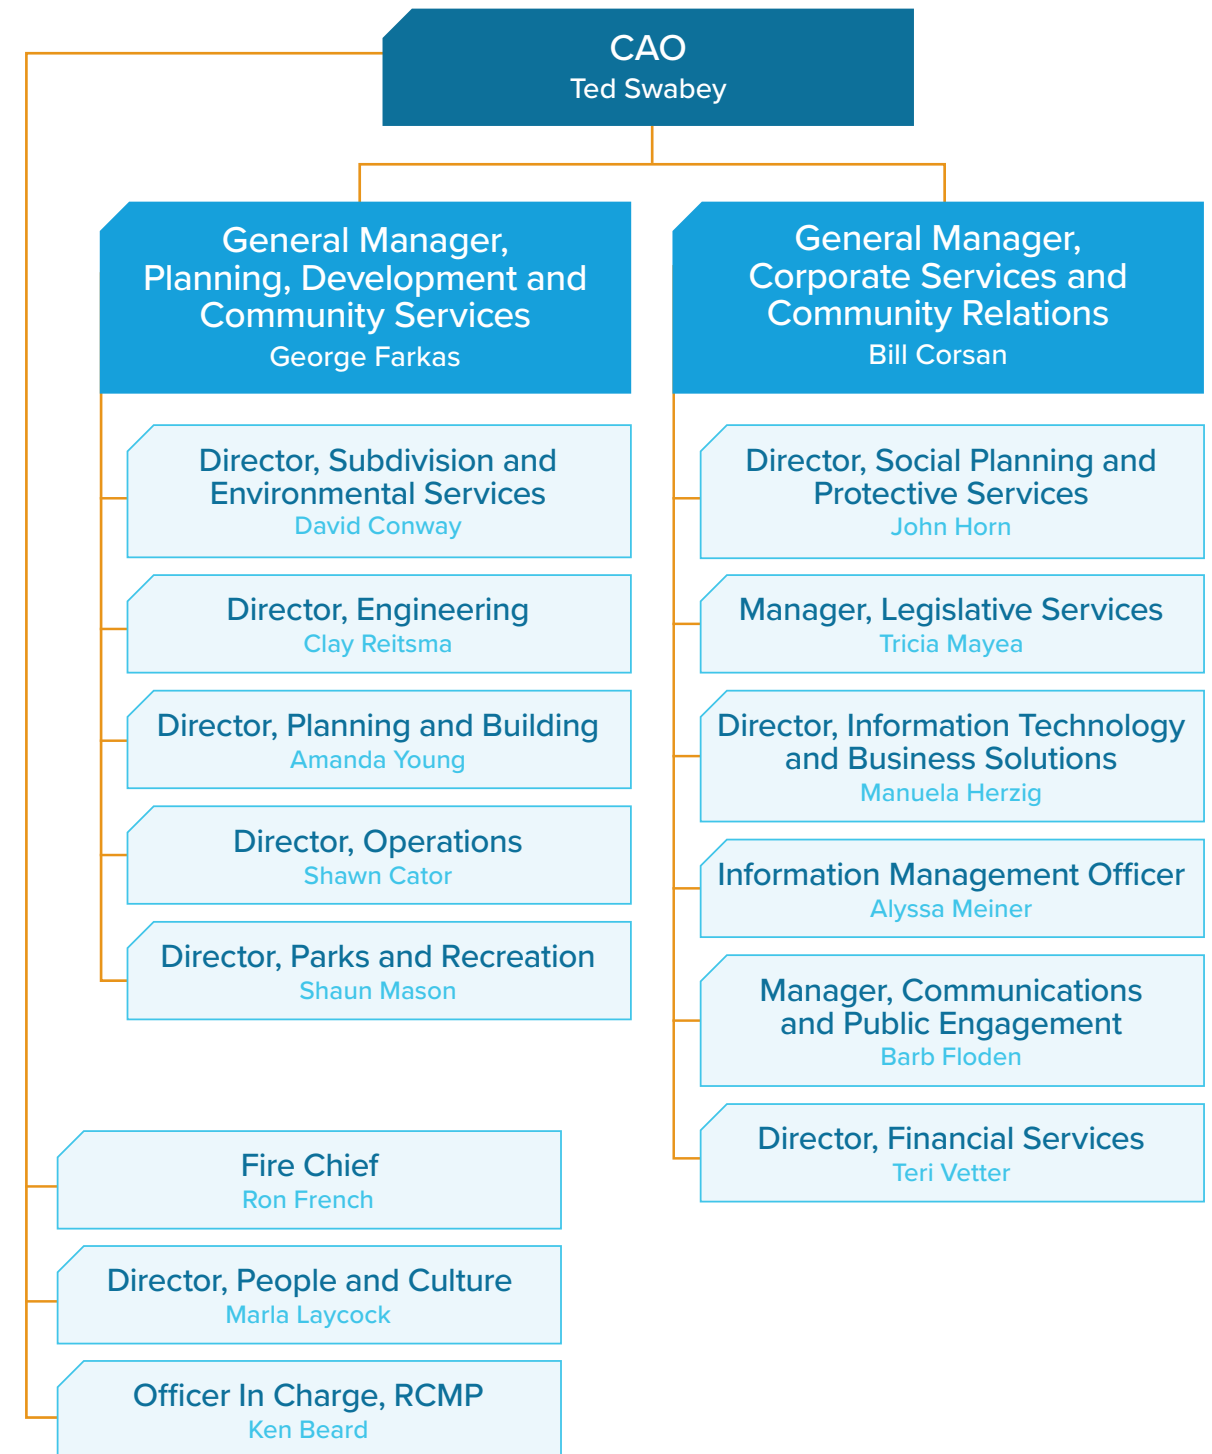 CAO
Ted Swabey
General Manager,
Planning, Development and
Community Services
George Farkas
Director, Subdivision and
Environmental Services
David Conway
Director, Engineering
Clay Reitsma
Director, Planning and Building
Amanda Young
Director, Operations
Shawn Cator
Director, Parks and Recreation
Shaun Mason
General Manager,
Corporate Services and
Community Relations
Bill Corsan
Director, Social Planning and
Protective Services
John Horn
Manager, Legislative Services
Tricia Mayea
Director, Information Technology
and Business Solutions
Manuela Herzig
Information Management Officer
Alyssa Meiner
Manager, Communications
and Public Engagement
Barb Floden
Director, Financial Services
Teri Vetter
Fire Chief
Ron French
Director, People and Culture
Marla Laycock
Officer In Charge, RCMP
Ken Beard